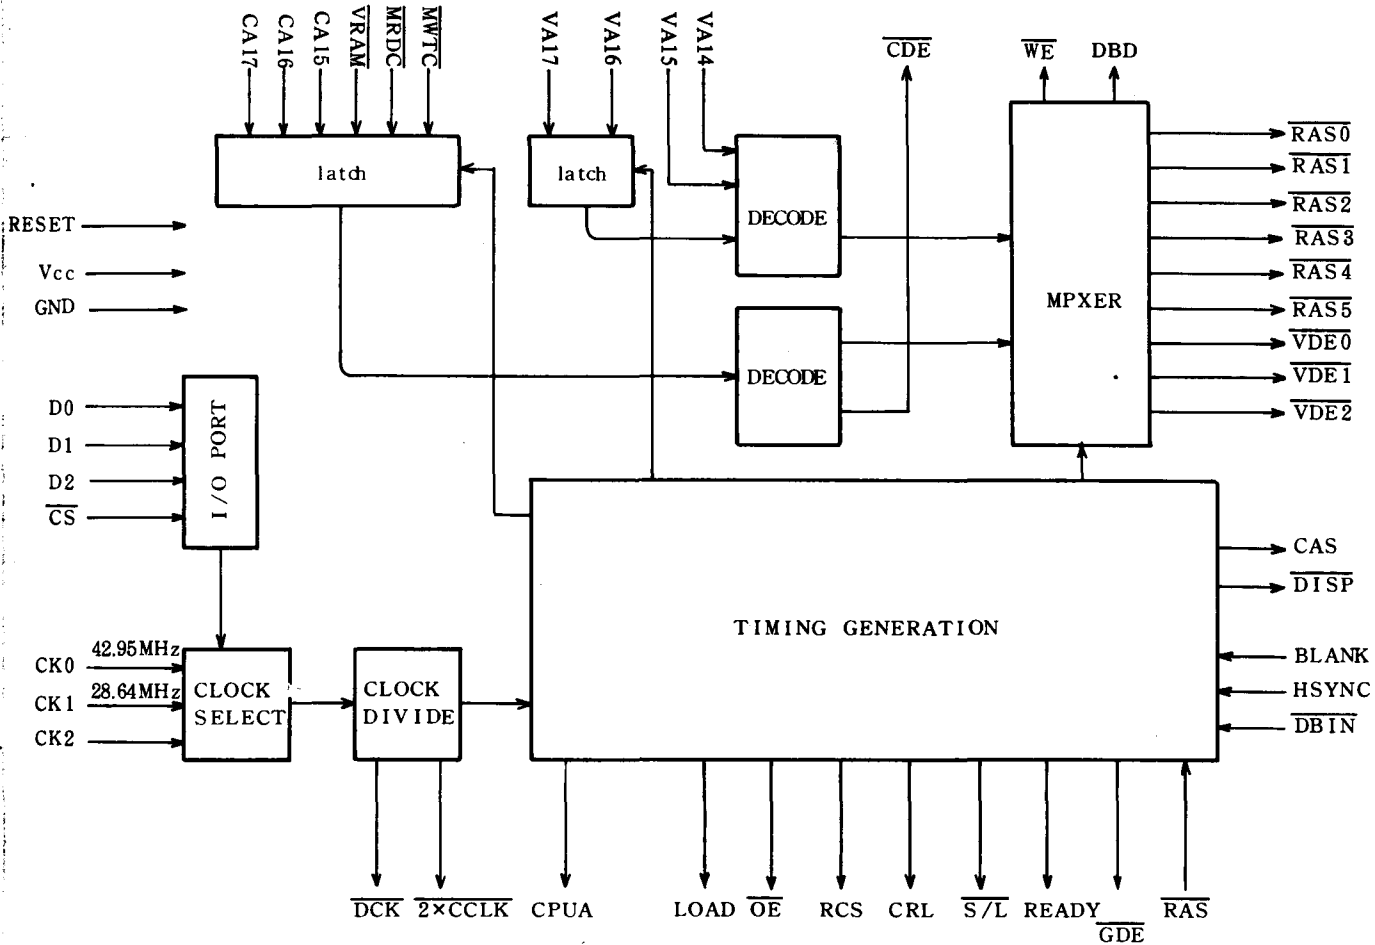 CA17
CA16
CA15
VRAM
MRDC
MWTC
VA17
VA16
VA15
VA14
CDE
WE
DBD
latch
latch
DECODE
DECODE
MPXER
RAS0
RAS1
RAS2
RAS3
RAS4
RAS5
VDE0
VDE1
VDE2
RESET
Vcc
GND
D0
D1
D2
CS
I/O PORT
CK0
42.95MHz
CK1
28.64MHz
CK2
CLOCK
SELECT
CLOCK
DIVIDE
TIMING GENERATION
CAS
DISP
BLANK
HSYNC
DBIN
DCK
2×CCLK
CPUA
LOAD
OE
RCS
CRL
S/L
READY
GDE
RAS